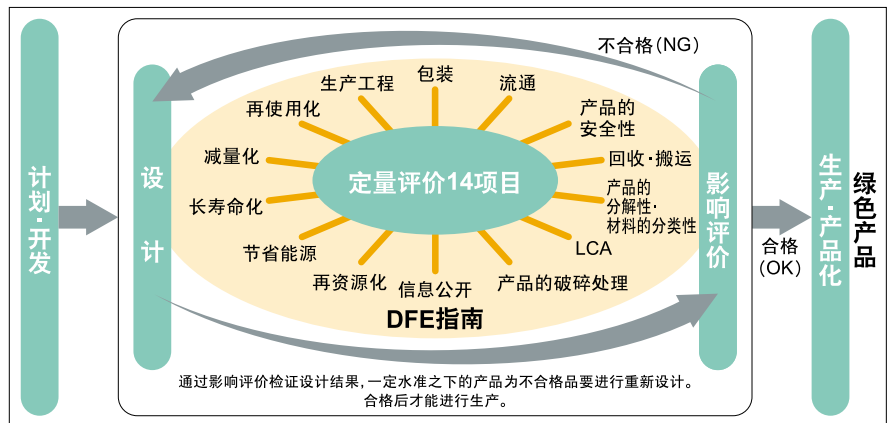 计划·开发
设计
不合格(NG)
包装
生产工程
流通
再使用化
产品的
安全性
减量化
回收·搬运
定量评价14项目
长寿命化
产品的
分解性·
材料的分类性
节省能源
LCA
再资源化
信息公开
产品的破碎处理
DFE指南
影响评价
合格
(OK)
生产·产品化
绿色产品
通过影响评价检证设计结果,一定水准之下的产品为不合格品要进行重新设计。
合格后才能进行生产。